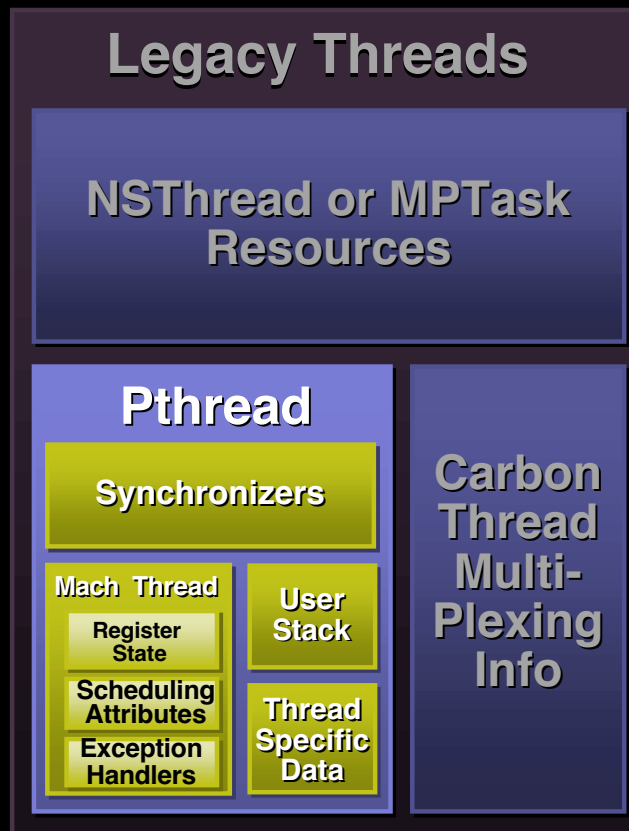 Legacy Threads
NSThread or MPTask
Resources
Pthread
Synchronizers
Mach Thread
Register
State
Scheduling
Attributes
Exception
Handlers
User
Stack
Thread
Specific
Data
Carbon
Thread
Multi-
Plexing
Info